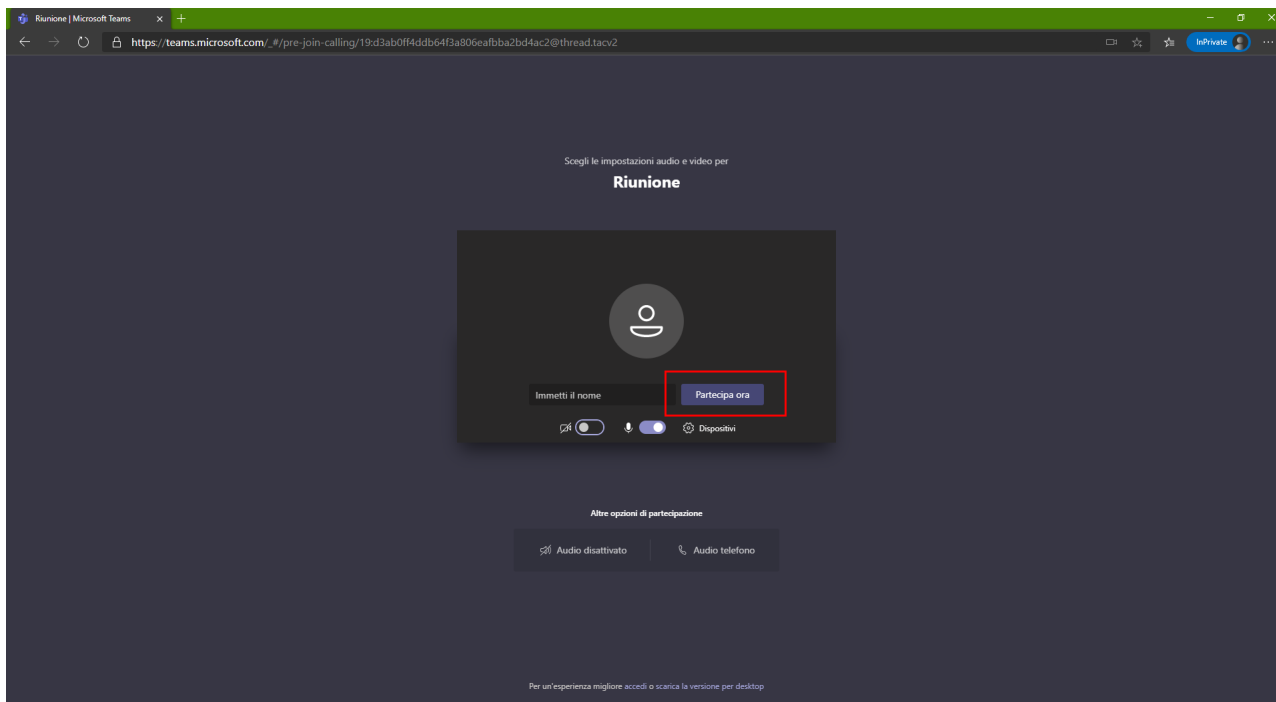 Riunione | Microsoft Teams
https://teams.microsoft.com/_#/pre-join-calling/19:d3ab0ff4ddb64f3a806eafbba2bd4ac2@thread.tacv2
InPrivate
Scegli le impostazioni audio e video per
Riunione
Immetti il nome
Partecipa ora
Dispositivi
Altre opzioni di partecipazione
Audio disattivato
Audio telefono
Per un'esperienza migliore accedi o scarica la versione per desktop